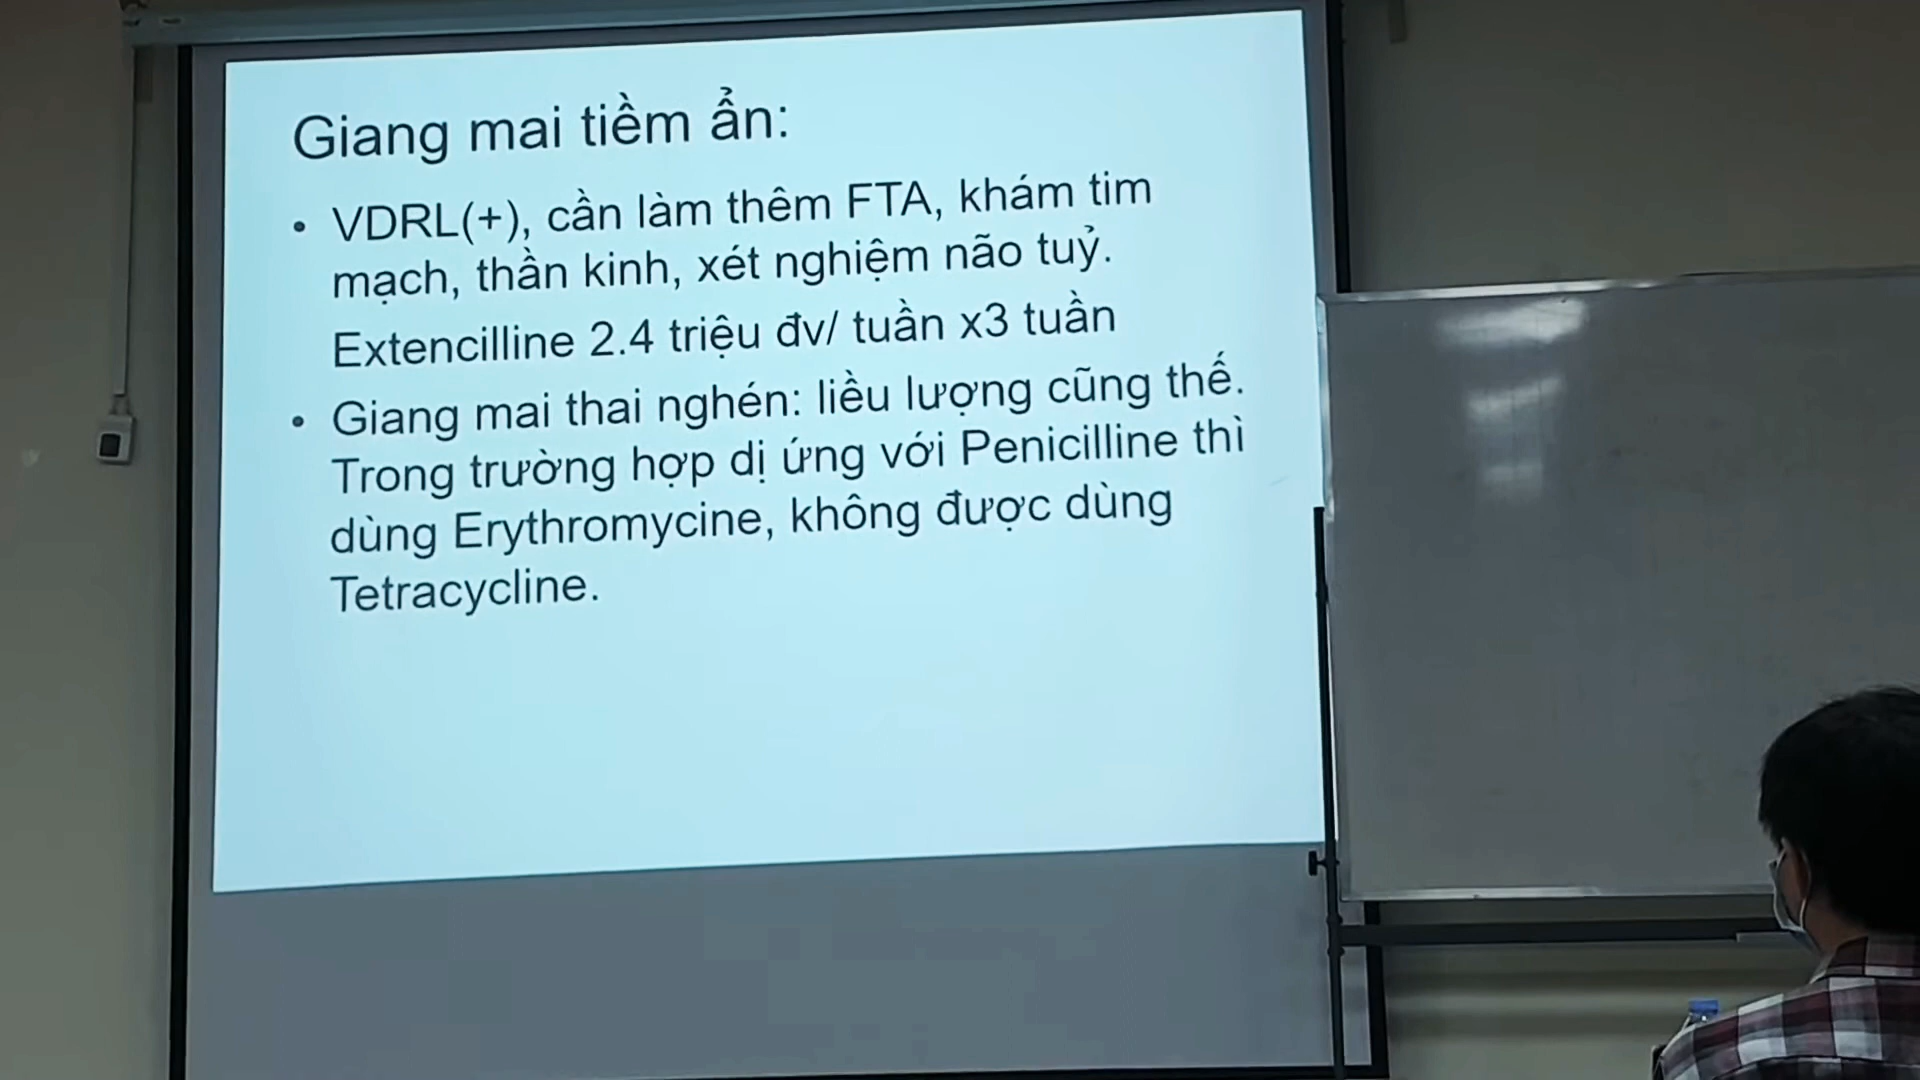 Giang mai tiềm ẩn:
• VDRL(+), cần làm thêm FTA, khám tim
mạch, thần kinh, xét nghiệm não tuỷ.
Extencilline 2.4 triệu đv/ tuần x3 tuần
• Giang mai thai nghén: liều lượng cũng thế.
Trong trường hợp dị ứng với Penicilline thì
dùng Erythromycine, không được dùng
Tetracycline.